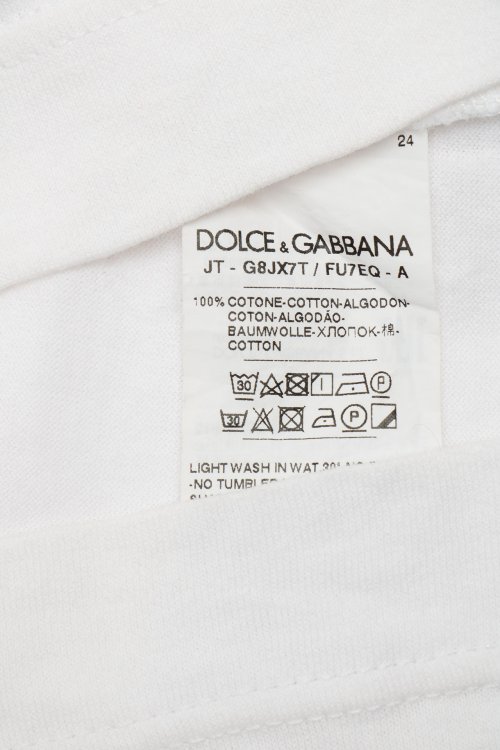 24
DOLCE & GABBANA
JT - G8JX7T / FU7EQ - A
100% COTONE-COTTON-ALGODON-
COTON-ALGODÃO-
BAUMWOLLE-ХЛОПОК-棉-
COTTON
30 P
30 P
LIGHT WASH IN WAT 30°
-NO TUMBLE